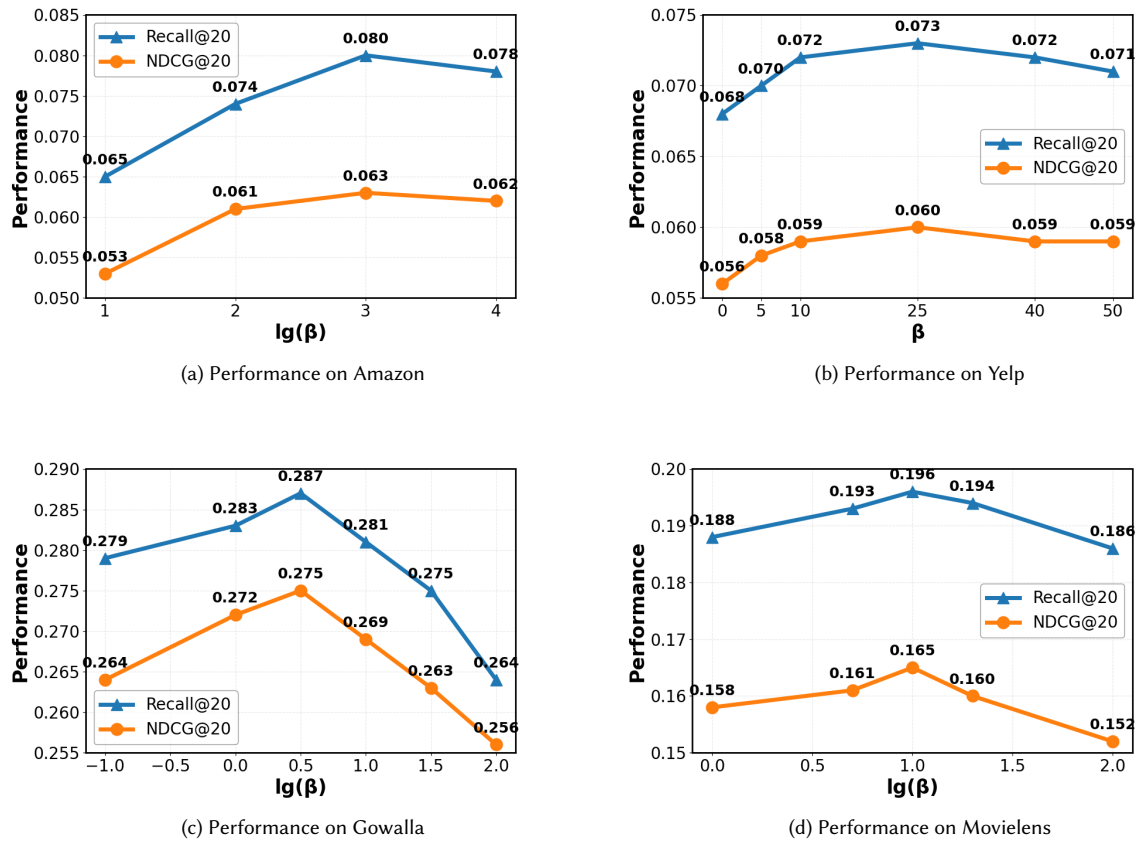 0.085
0.080
0.075
0.070
0.065
0.060
0.055
0.050
Performance
Recall@20
NDCG@20
0.065
0.074
0.080
0.078
0.053
0.061
0.063
0.062
1 2 3 4
lg(β)
(a) Performance on Amazon
0.075
0.070
0.065
0.060
0.055
Performance
0.068
0.070
0.072
0.073
0.072
0.071
Recall@20
NDCG@20
0.056
0.058
0.059
0.060
0.059
0.059
0 5 10 25 40 50
β
(b) Performance on Yelp
0.290
0.285
0.280
0.275
0.270
0.265
0.260
0.255
Performance
0.279
0.283
0.287
0.281
0.275
0.264
0.264
0.272
0.275
0.269
0.263
0.256
Recall@20
NDCG@20
−1.0 −0.5 0.0 0.5 1.0 1.5 2.0
lg(β)
(c) Performance on Gowalla
0.20
0.19
0.18
0.17
0.16
0.15
Performance
0.188
0.193
0.196
0.194
0.186
Recall@20
NDCG@20
0.158
0.161
0.165
0.160
0.152
0.0 0.5 1.0 1.5 2.0
lg(β)
(d) Performance on Movielens